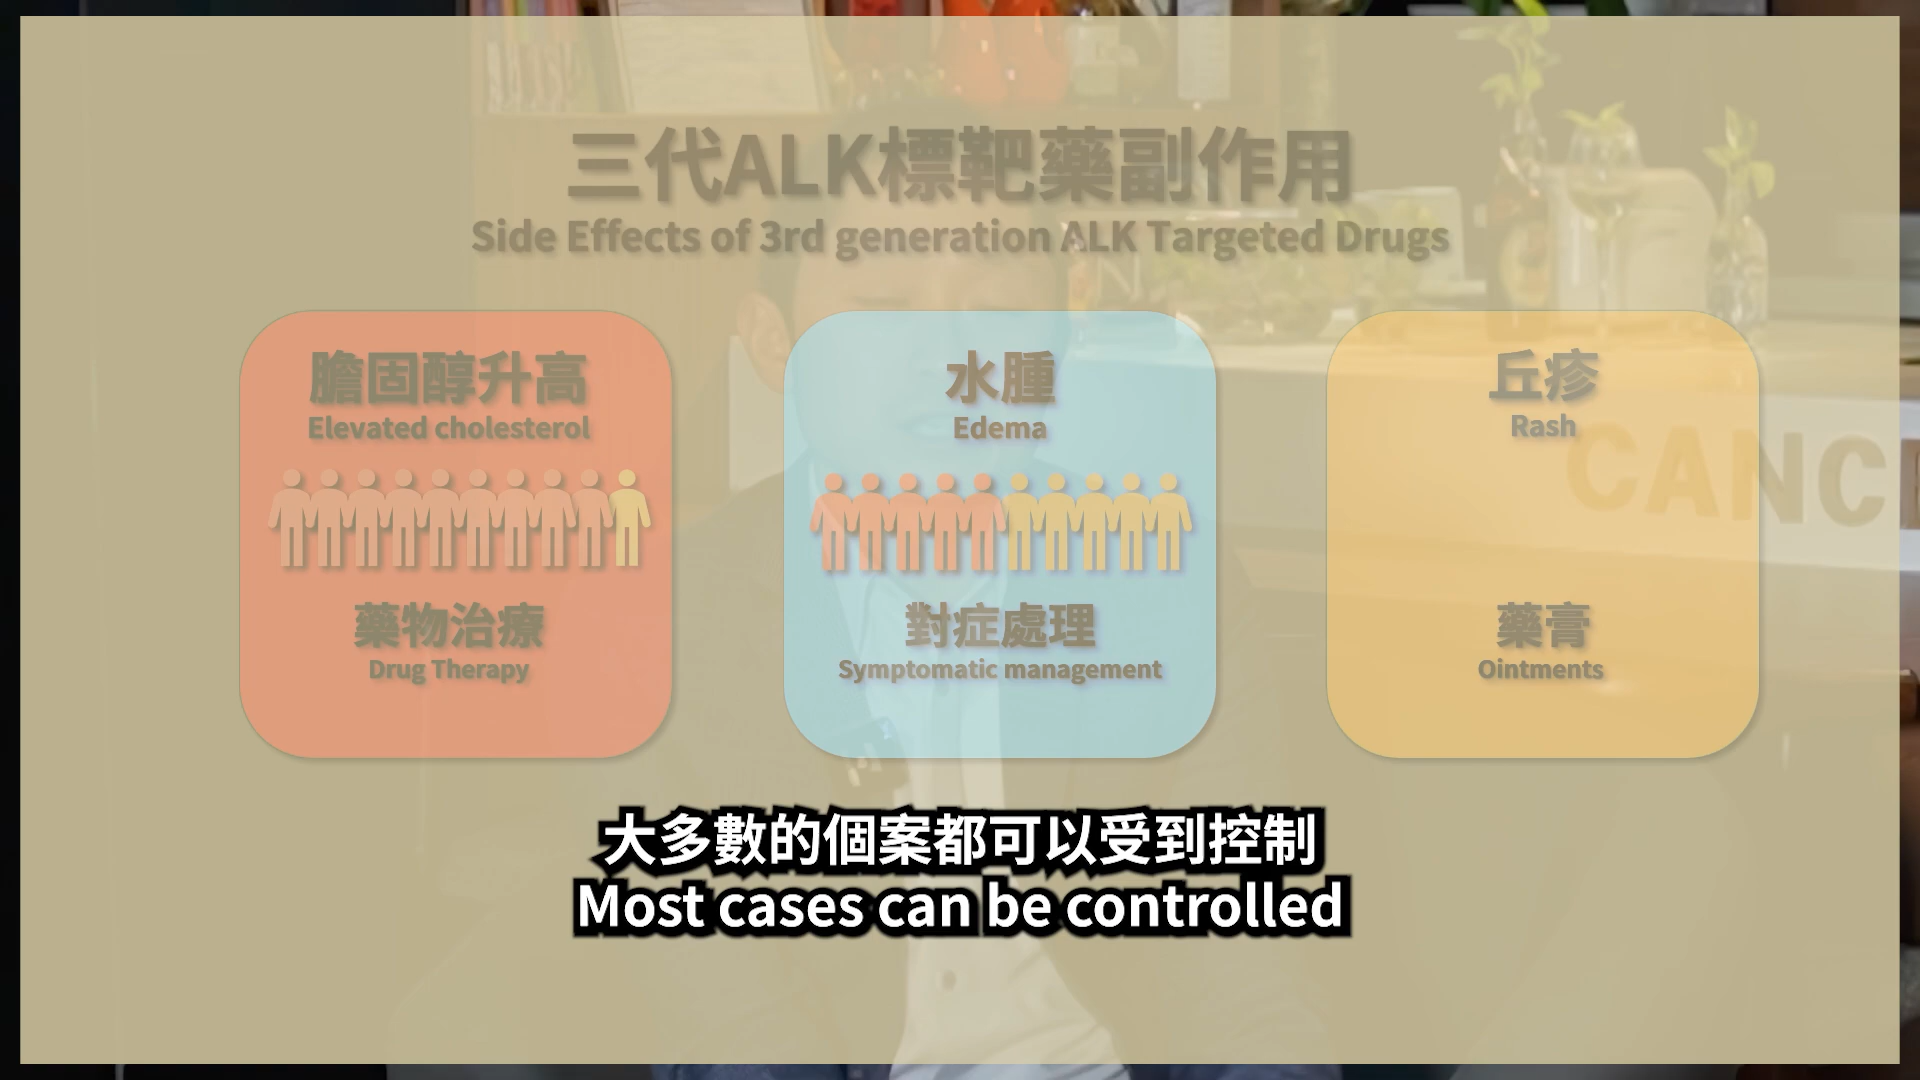 三代ALK標靶藥副作用
Side Effects of 3rd generation ALK Targeted Drugs
膽固醇升高
Elevated cholesterol
藥物治療
Drug Therapy
水腫
Edema
對症處理
Symptomatic management
丘疹
Rash
藥膏
Ointments
CANC
大多數的個案都可以受到控制
Most cases can be controlled